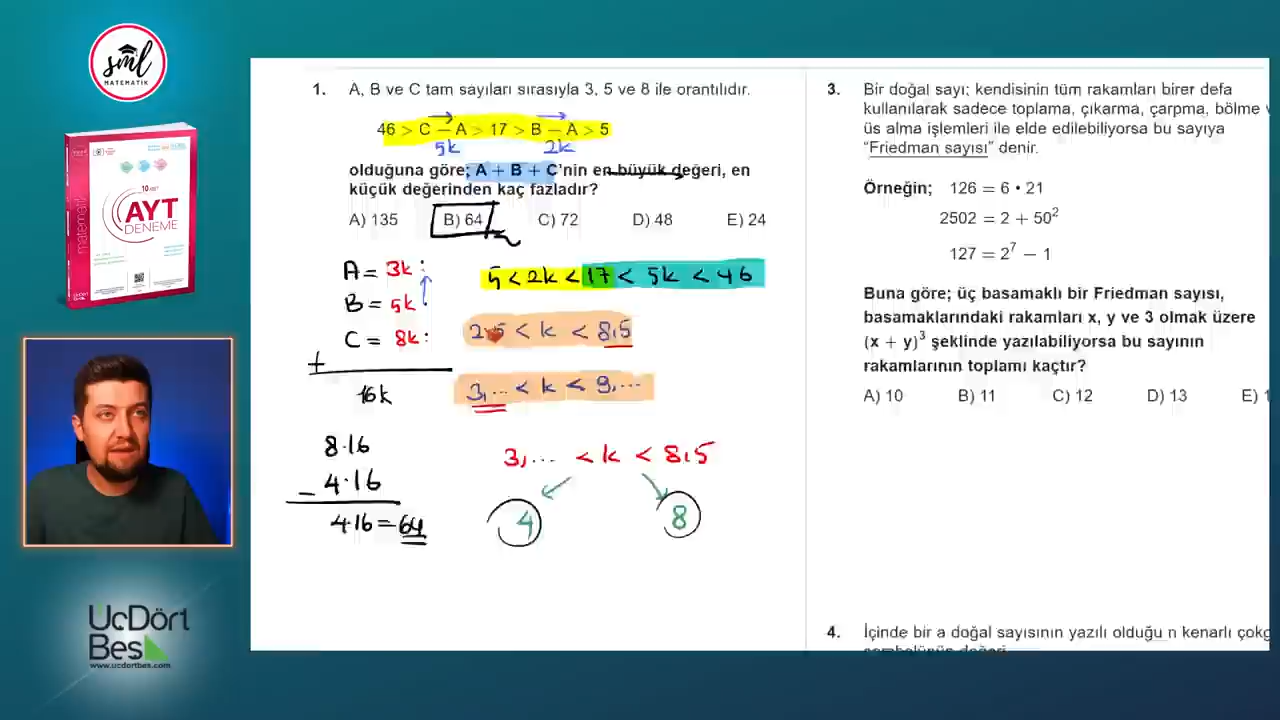 sml
MATEMATİK
matematik
10 ADET
AYT
DENEME
ÜcDört
Bes
www.ucdortbes.com
1. A, B ve C tam sayıları sırasıyla 3, 5 ve 8 ile orantılıdır.
46 > C – A > 17 > B – A > 5
5k 2k
olduğuna göre; A + B + C'nin en büyük değeri, en
küçük değerinden kaç fazladır?
A) 135 B) 64 C) 72 D) 48 E) 24
A = 3k :
B = 5k
C = 8k :
+
16k
8·16
– 4·16
4·16 = 64
5 < 2k < 17 < 5k < 46
2,5 < k < 8,5
3,... < k < 9,...
3,... < k < 8,5
4 8
3. Bir doğal sayı; kendisinin tüm rakamları birer defa
kullanılarak sadece toplama, çıkarma, çarpma, bölme v
üs alma işlemleri ile elde edilebiliyorsa bu sayıya
“Friedman sayısı” denir.
Örneğin; 126 = 6 • 21
2502 = 2 + 50²
127 = 2⁷ – 1
Buna göre; üç basamaklı bir Friedman sayısı,
basamaklarındaki rakamları x, y ve 3 olmak üzere
(x + y)³ şeklinde yazılabiliyorsa bu sayının
rakamlarının toplamı kaçtır?
A) 10 B) 11 C) 12 D) 13 E) 1
4. İçinde bir a doğal sayısının yazılı olduğu n kenarlı çokg